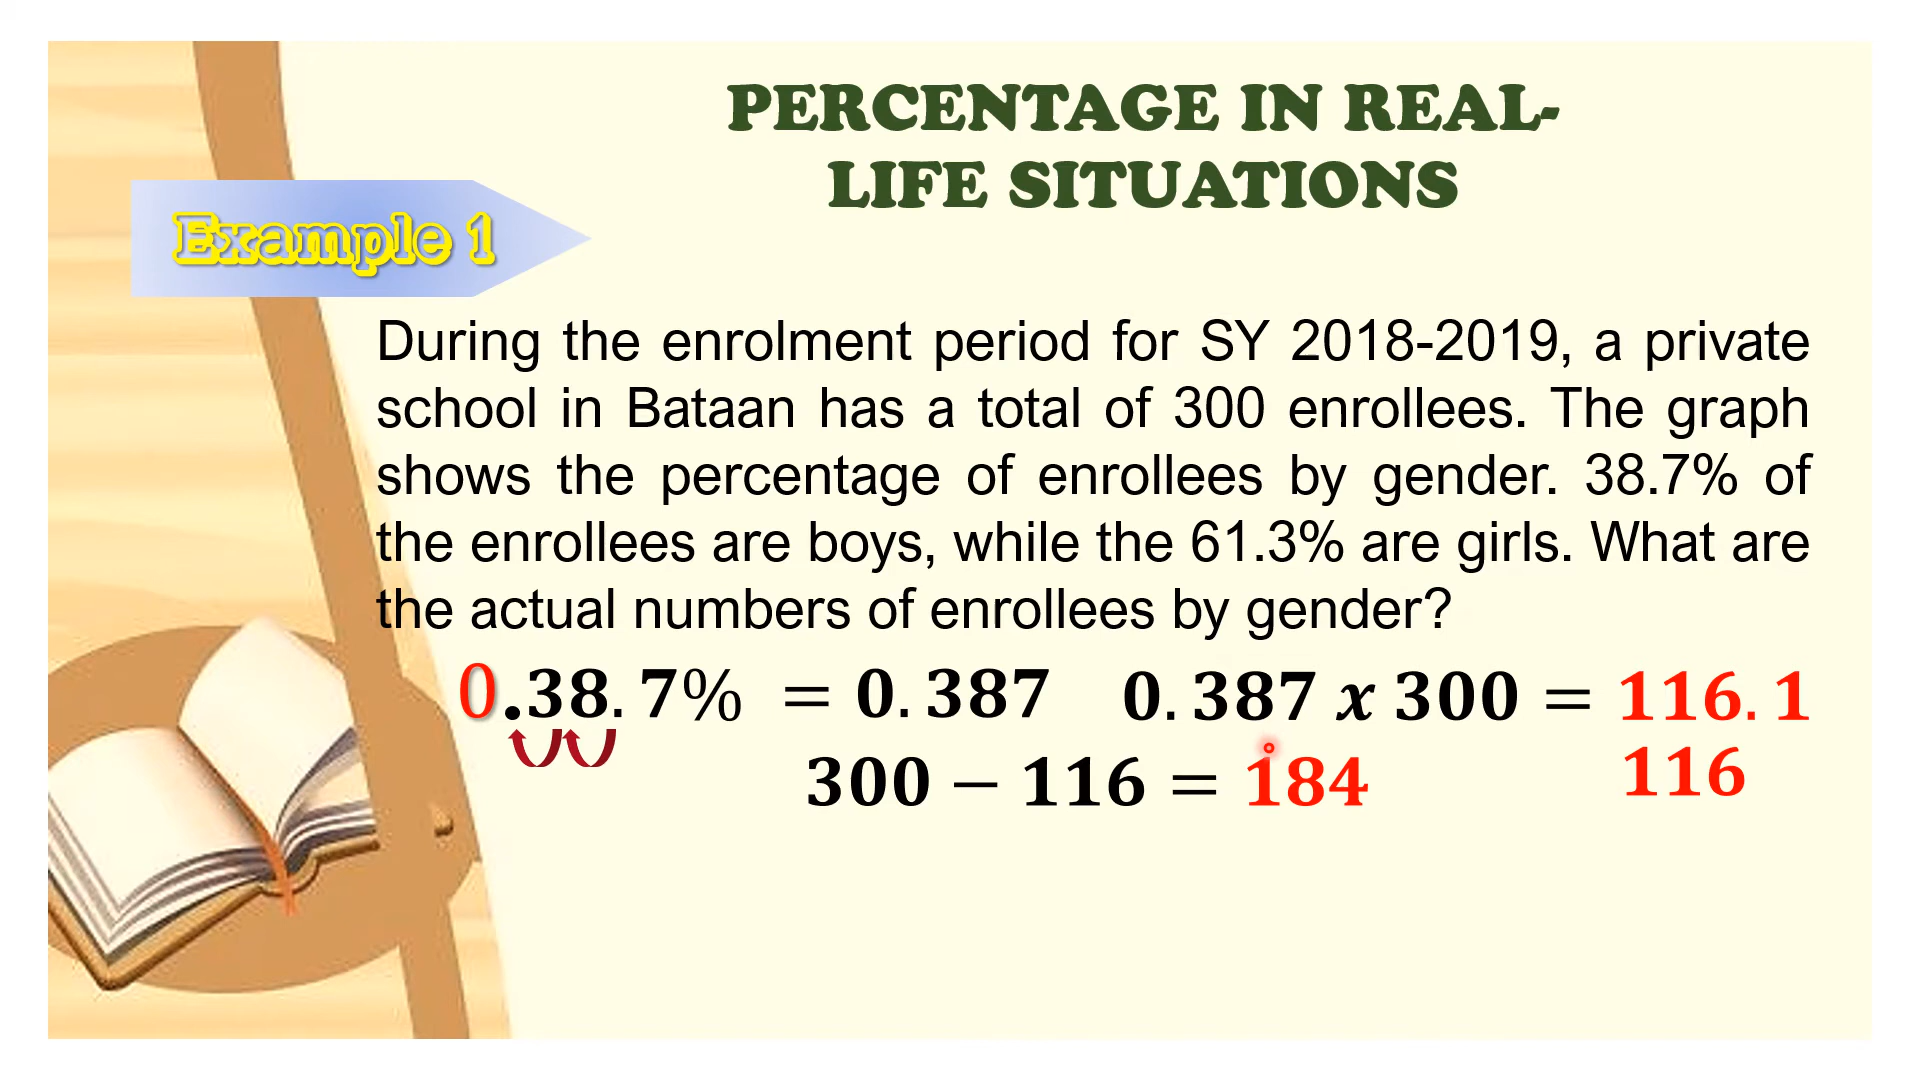 PERCENTAGE IN REAL-
LIFE SITUATIONS
Example 1
During the enrolment period for SY 2018-2019, a private
school in Bataan has a total of 300 enrollees. The graph
shows the percentage of enrollees by gender. 38.7% of
the enrollees are boys, while the 61.3% are girls. What are
the actual numbers of enrollees by gender?
0.38.7% = 0.387 0.387 x 300 = 116.1
300 − 116 = 184 116